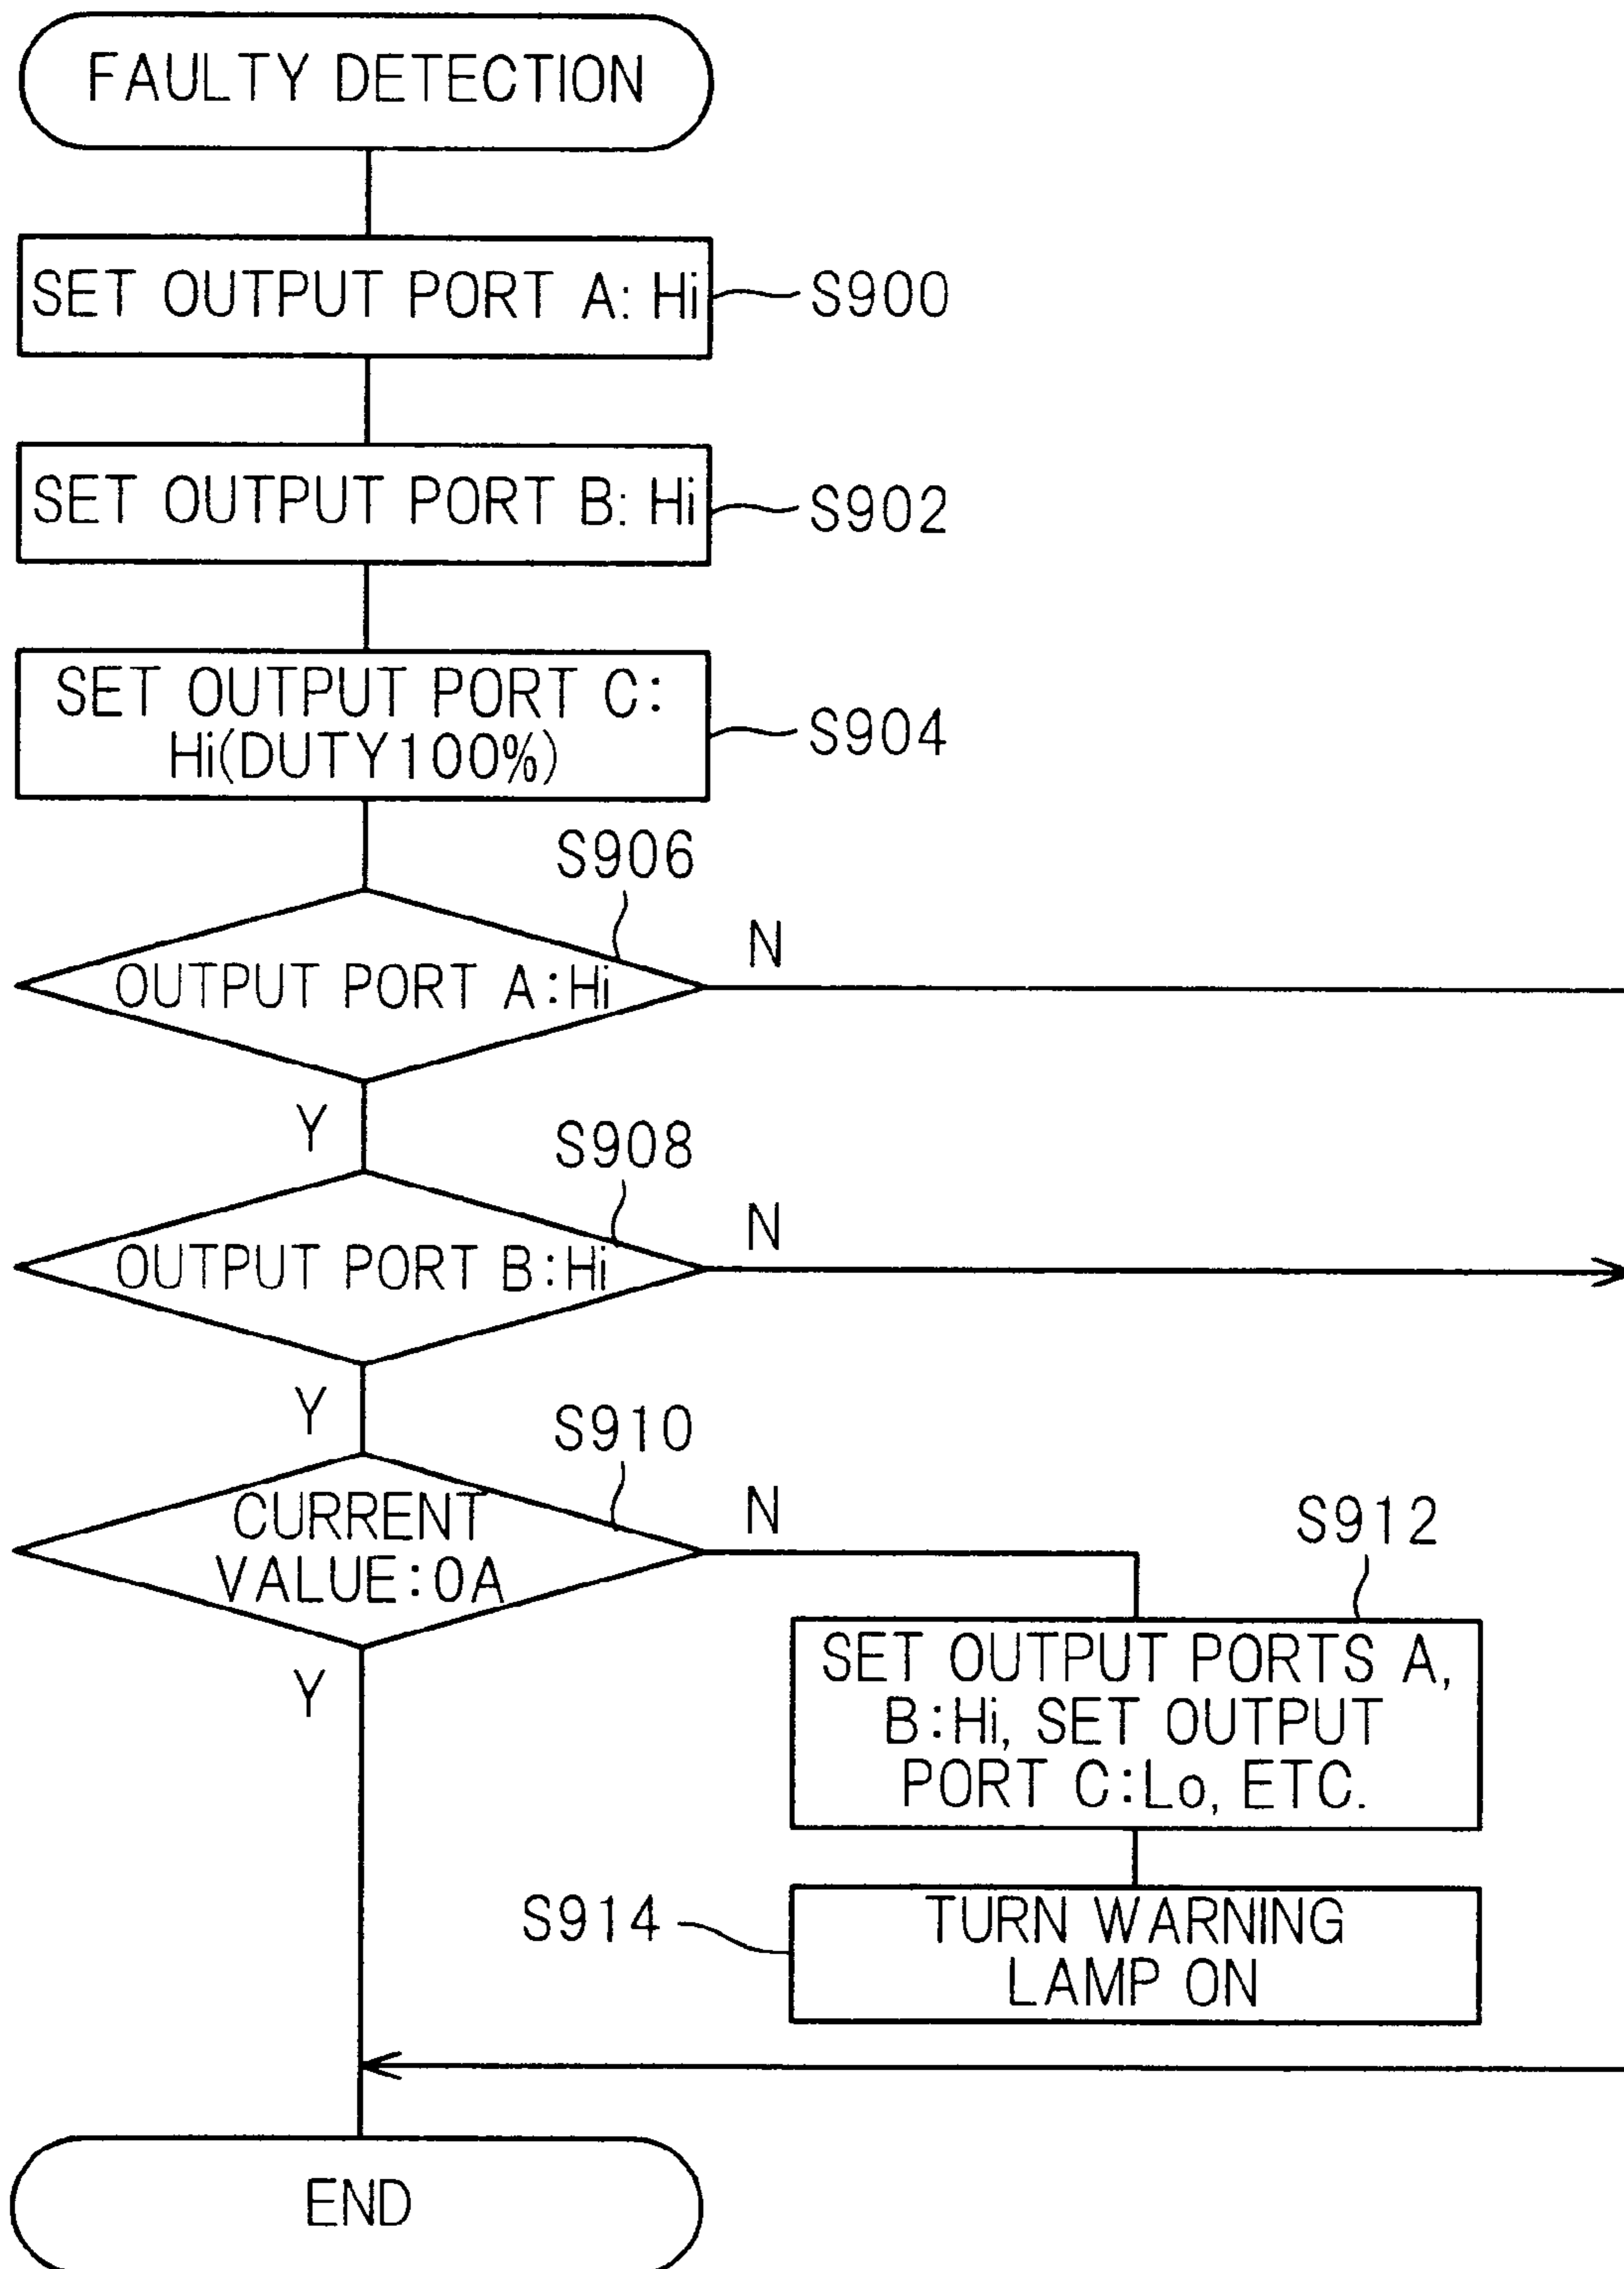 FAULTY DETECTION
SET OUTPUT PORT A: Hi
S900
SET OUTPUT PORT B: Hi
S902
SET OUTPUT PORT C:
Hi(DUTY100%)
S904
S906
OUTPUT PORT A:Hi
N
Y
S908
OUTPUT PORT B:Hi
N
Y
S910
CURRENT
VALUE:0A
N
Y
S912
SET OUTPUT PORTS A,
B:Hi, SET OUTPUT
PORT C:Lo, ETC.
S914
TURN WARNING
LAMP ON
END